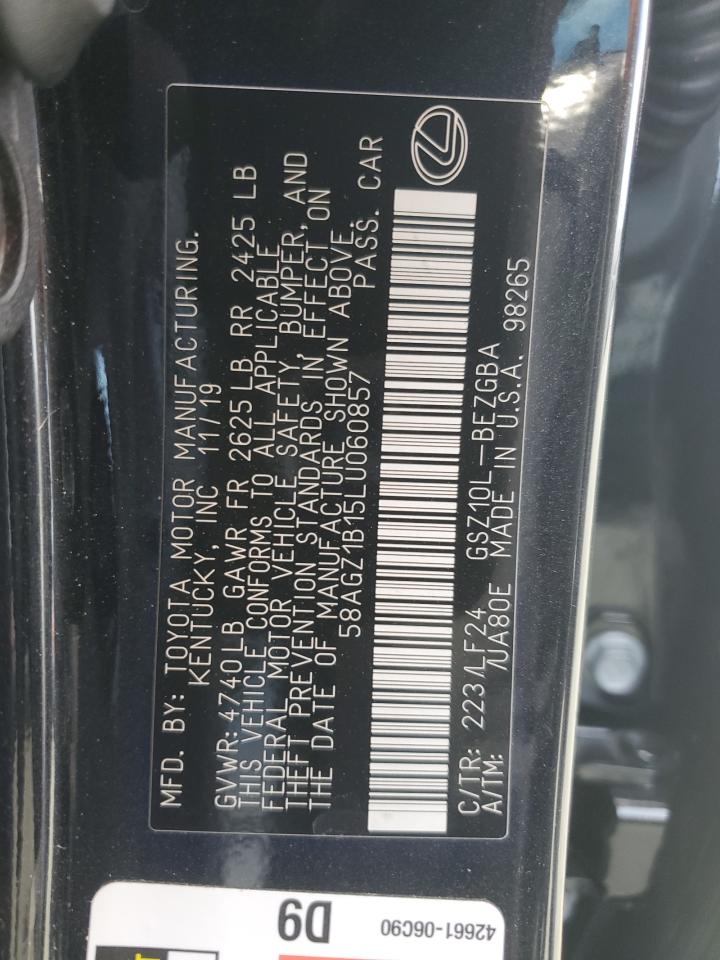 MFD. BY: TOYOTA MOTOR MANUFACTURING.
KENTUCKY, INC 11/19
GVWR: 4740LB GAWR FR 2625LB RR 2425 LB
THIS VEHICLE CONFORMS TO ALL APPLICABLE
FEDERAL MOTOR VEHICLE SAFETY, BUMPER, AND
THEFT PREVENTION STANDARDS IN EFFECT ON
THE DATE OF MANUFACTURE SHOWN ABOVE.
58AGZ1B15LU060857 PASS. CAR
C/TR: 223/LF24 GSZ10L-BEZGBA
A/TM: /UA80E MADE IN U.S.A. 98265
D9
42661-06C90